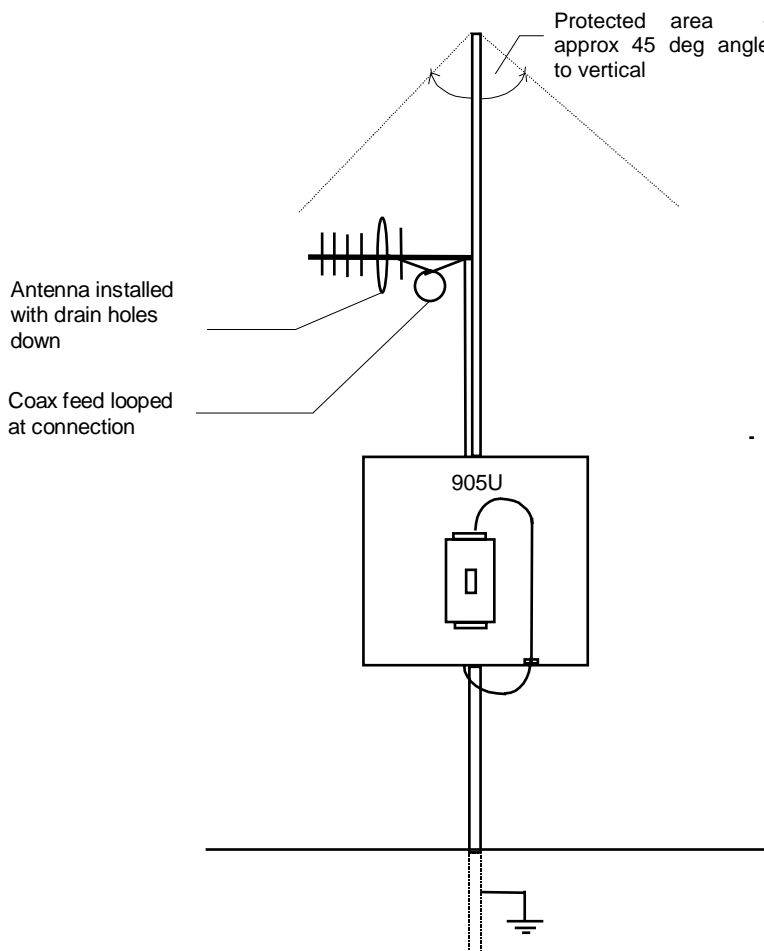 Protected area -
approx 45 deg angle
to vertical
Antenna installed
with drain holes
down
Coax feed looped
at connection
905U